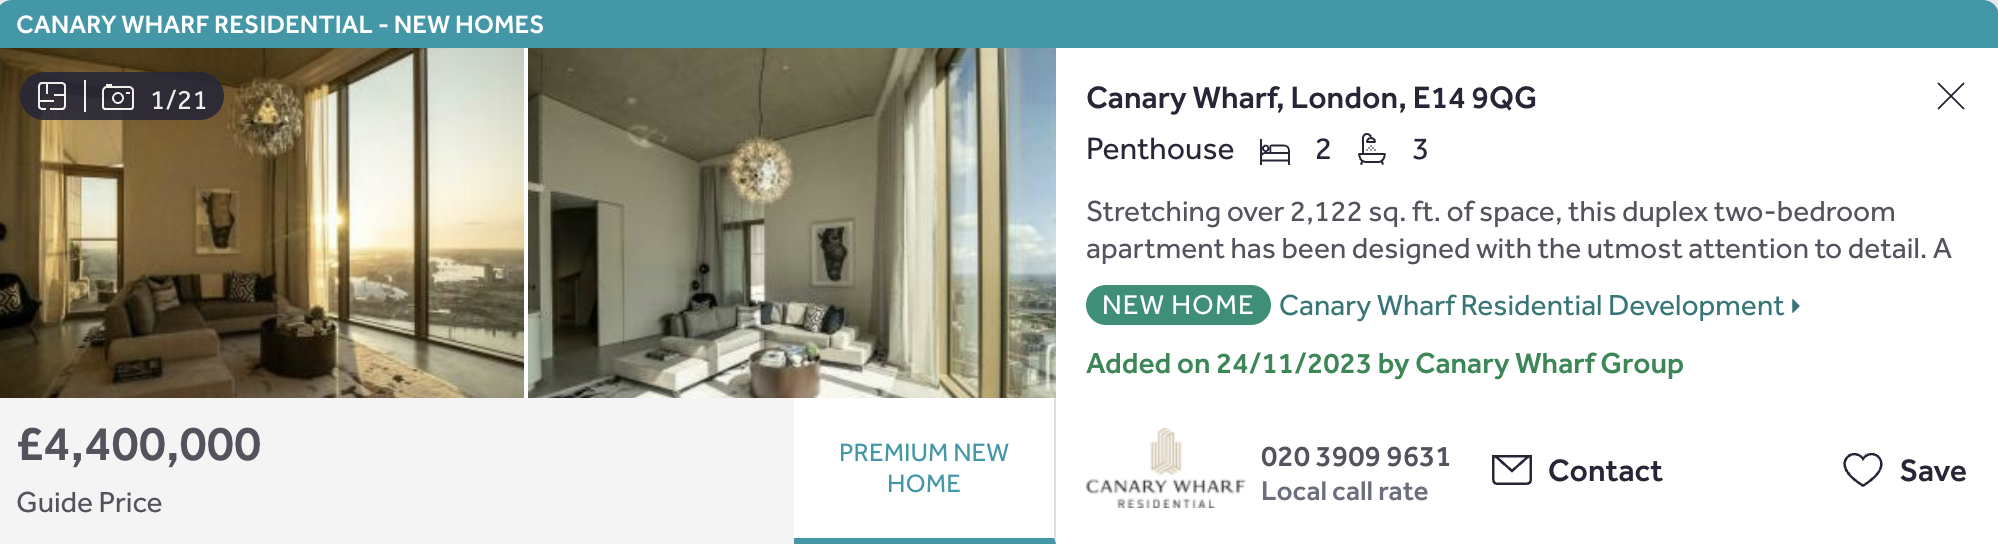 CANARY WHARF RESIDENTIAL - NEW HOMES
1/21
£4,400,000
Guide Price
PREMIUM NEW
HOME
Canary Wharf, London, E14 9QG
Penthouse 2 3
Stretching over 2,122 sq. ft. of space, this duplex two-bedroom
apartment has been designed with the utmost attention to detail. A
NEW HOME Canary Wharf Residential Development
Added on 24/11/2023 by Canary Wharf Group
CANARY WHARF
RESIDENTIAL
020 3909 9631
Local call rate
Contact
Save